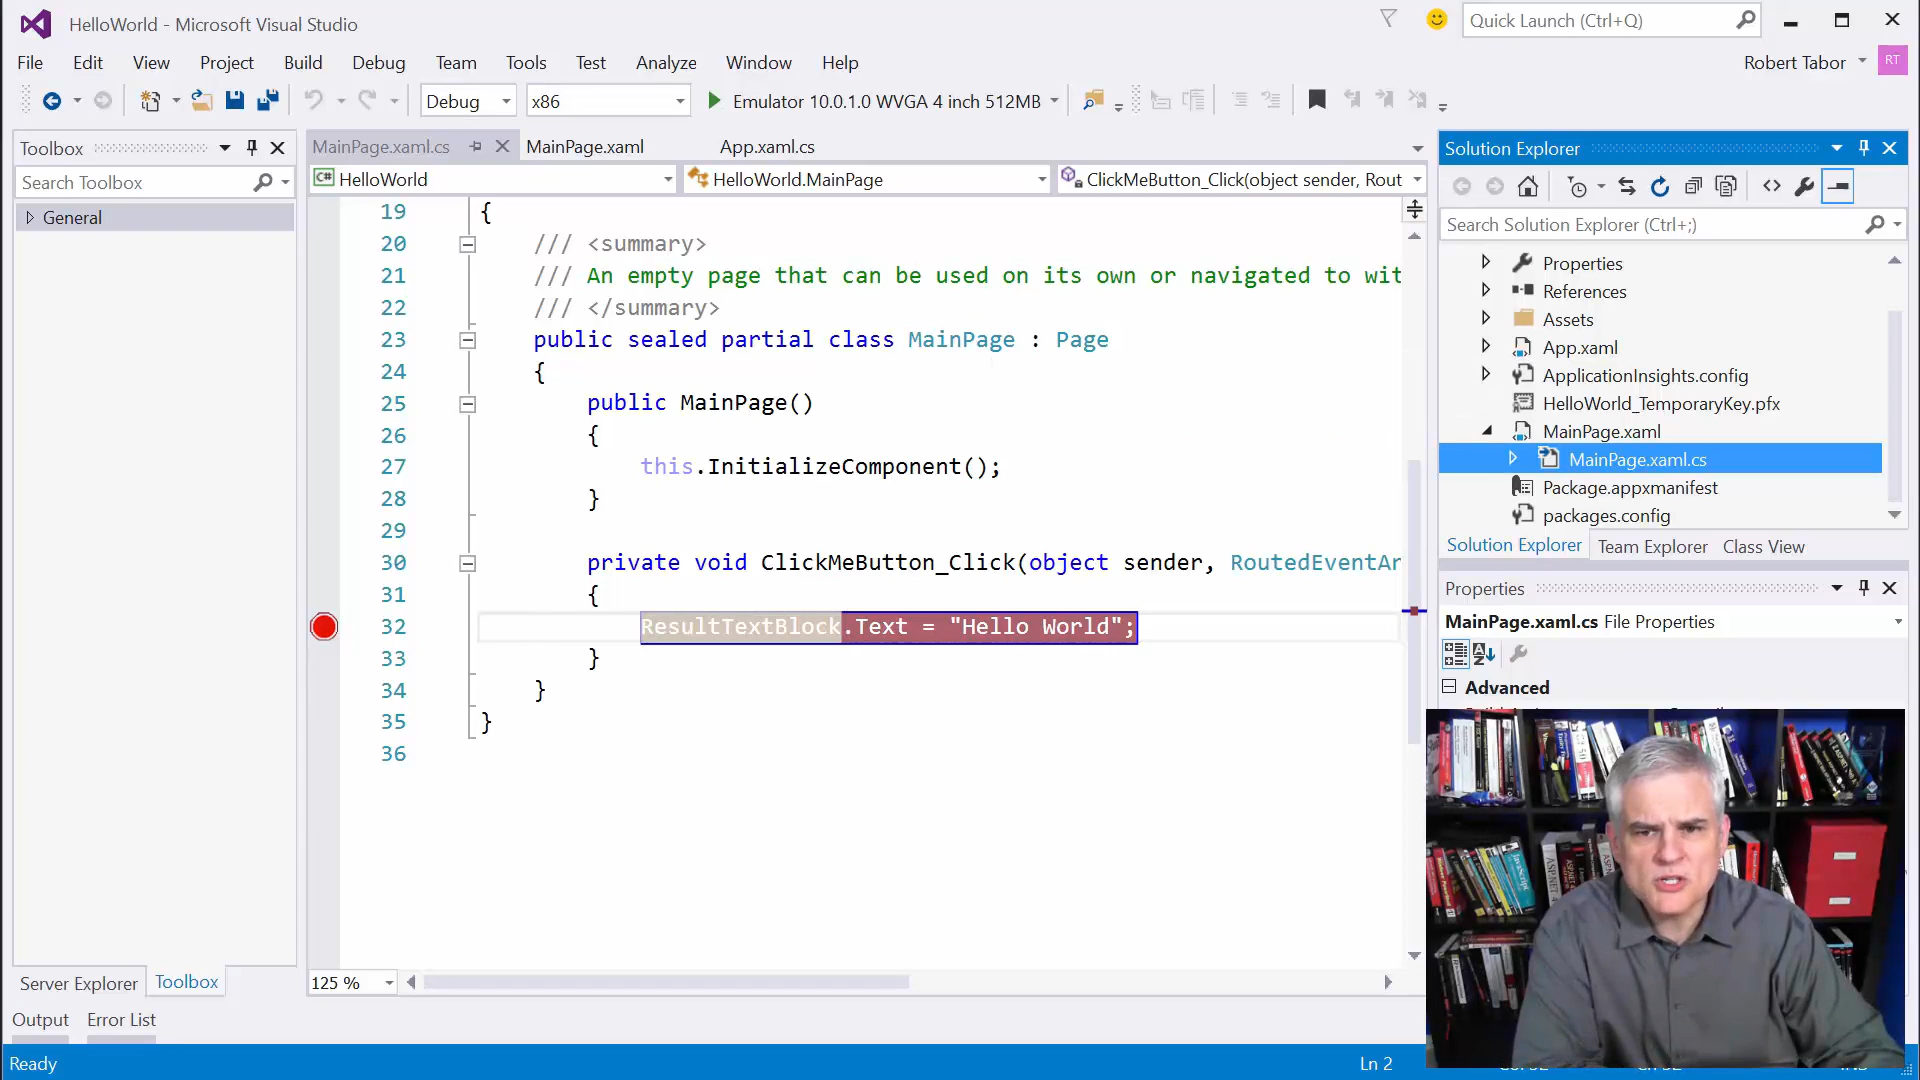 HelloWorld - Microsoft Visual Studio
Quick Launch (Ctrl+Q)
File Edit View Project Build Debug Team Tools Test Analyze Window Help
Robert Tabor RT
Debug x86 Emulator 10.0.1.0 WVGA 4 inch 512MB
Toolbox
Search Toolbox
General
MainPage.xaml.cs MainPage.xaml App.xaml.cs
C# HelloWorld HelloWorld.MainPage ClickMeButton_Click(object sender, Rout
19 {
20 /// <summary>
21 /// An empty page that can be used on its own or navigated to wit
22 /// </summary>
23 public sealed partial class MainPage : Page
24 {
25 public MainPage()
26 {
27 this.InitializeComponent();
28 }
29
30 private void ClickMeButton_Click(object sender, RoutedEventAr
31 {
32 ResultTextBlock.Text = "Hello World";
33 }
34 }
35 }
36
125 %
Server Explorer Toolbox
Output Error List
Ready
Ln 2
Solution Explorer
Search Solution Explorer (Ctrl+;)
Properties
References
Assets
App.xaml
ApplicationInsights.config
HelloWorld_TemporaryKey.pfx
MainPage.xaml
MainPage.xaml.cs
Package.appxmanifest
packages.config
Solution Explorer Team Explorer Class View
Properties
MainPage.xaml.cs File Properties
Advanced